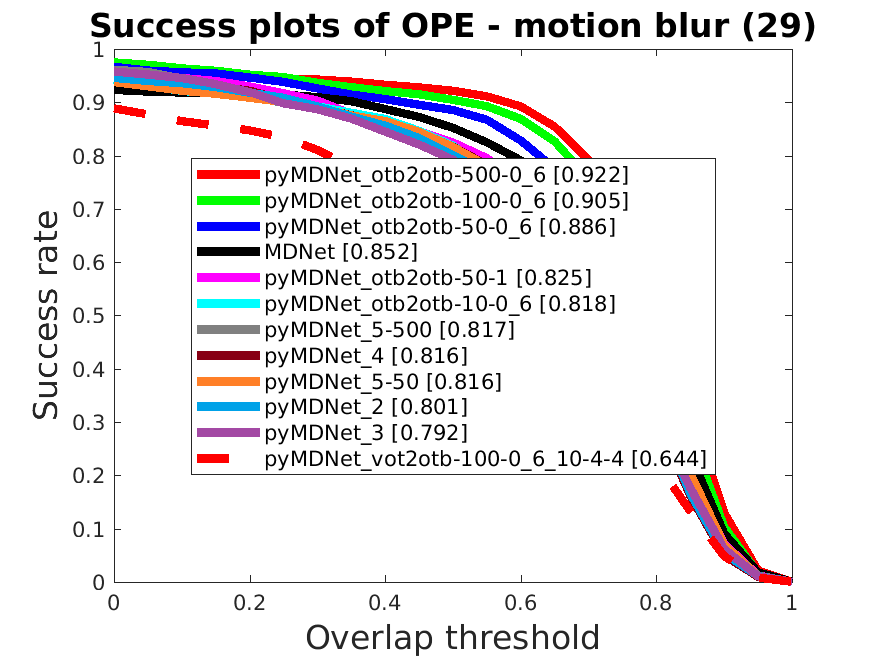 Success plots of OPE - motion blur (29)
1
0.9
0.8
0.7
0.6
0.5
0.4
0.3
0.2
0.1
0
Success rate
pyMDNet_otb2otb-500-0_6 [0.922]
pyMDNet_otb2otb-100-0_6 [0.905]
pyMDNet_otb2otb-50-0_6 [0.886]
MDNet [0.852]
pyMDNet_otb2otb-50-1 [0.825]
pyMDNet_otb2otb-10-0_6 [0.818]
pyMDNet_5-500 [0.817]
pyMDNet_4 [0.816]
pyMDNet_5-50 [0.816]
pyMDNet_2 [0.801]
pyMDNet_3 [0.792]
pyMDNet_vot2otb-100-0_6_10-4-4 [0.644]
0 0.2 0.4 0.6 0.8 1
Overlap threshold